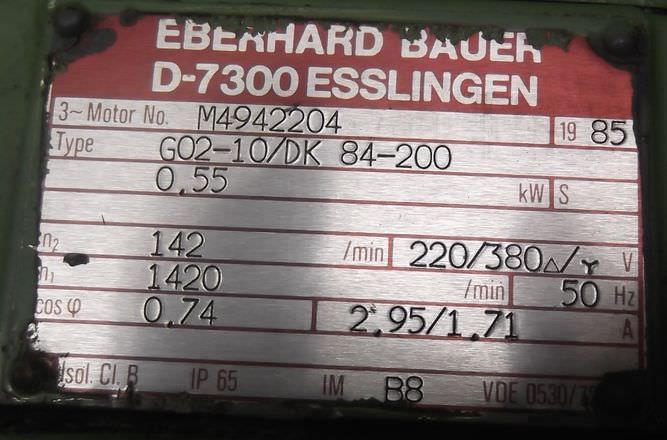 EBERHARD BAUER
D-7300 ESSLINGEN
3~ Motor No. M4942204 19 85
Type G02-10/DK 84-200
0.55 kW S
n₂ 142 /min 220/380△/Y V
n₁ 1420 /min 50 Hz
cos φ 0.74 2.95/1.71 A
Isol. Cl. B IP 65 IM B8 VDE 0530/